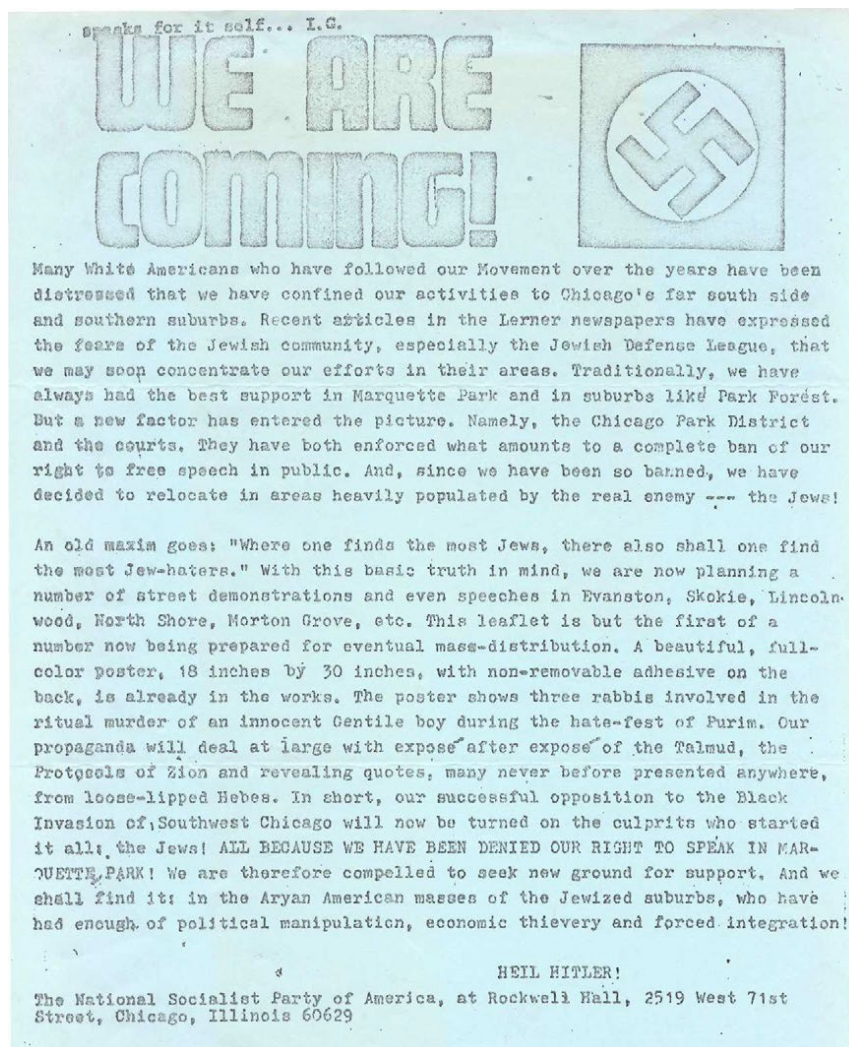 speaks for it self... I.G.
WE ARE
COMING!
Many White Americans who have followed our Movement over the years have been
distressed that we have confined our activities to Chicago's far south side
and southern suburbs. Recent articles in the Lerner newspapers have expressed
the fears of the Jewish community, especially the Jewish Defense League, that
we may soon concentrate our efforts in their areas. Traditionally, we have
always had the best support in Marquette Park and in suburbs like Park Forest.
But a new factor has entered the picture. Namely, the Chicago Park District
and the courts. They have both enforced what amounts to a complete ban of our
right to free speech in public. And, since we have been so banned, we have
decided to relocate in areas heavily populated by the real enemy --- the Jews!
An old maxim goes: "Where one finds the most Jews, there also shall one find
the most Jew-haters." With this basic truth in mind, we are now planning a
number of street demonstrations and even speeches in Evanston, Skokie, Lincoln-
wood, North Shore, Morton Grove, etc. This leaflet is but the first of a
number now being prepared for eventual mass-distribution. A beautiful, full-
color poster, 18 inches by 30 inches, with non-removable adhesive on the
back, is already in the works. The poster shows three rabbis involved in the
ritual murder of an innocent Gentile boy during the hate-fest of Purim. Our
propaganda will deal at large with expose after expose of the Talmud, the
Protocols of Zion and revealing quotes, many never before presented anywhere,
from loose-lipped Hebes. In short, our successful opposition to the Black
Invasion of Southwest Chicago will now be turned on the culprits who started
it all: the Jews! ALL BECAUSE WE HAVE BEEN DENIED OUR RIGHT TO SPEAK IN MAR-
QUETTE PARK! We are therefore compelled to seek new ground for support. And we
shall find it: in the Aryan American masses of the Jewized suburbs, who have
had enough of political manipulation, economic thievery and forced integration!
HEIL HITLER!
The National Socialist Party of America, at Rockwell Hall, 2519 West 71st
Street, Chicago, Illinois 60629